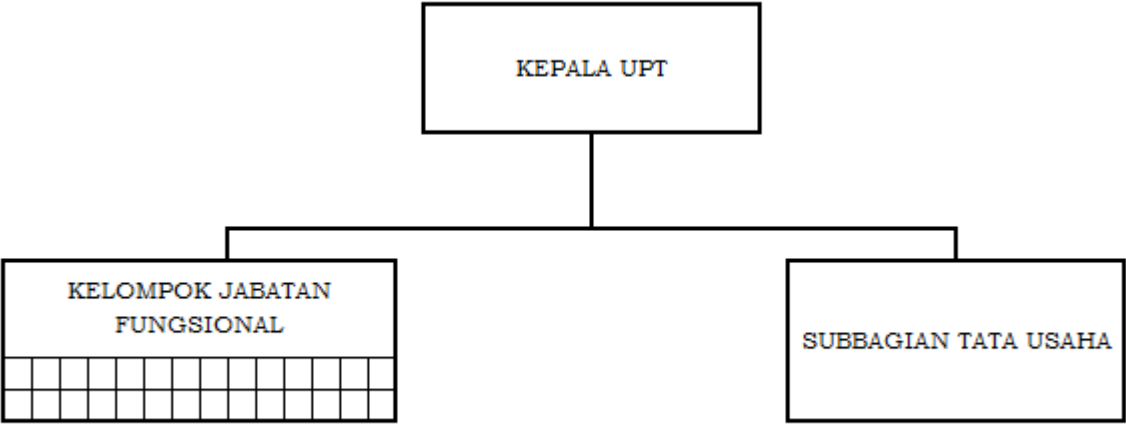 KEPALA UPT
KELOMPOK JABATAN
FUNGSIONAL
SUBBAGIAN TATA USAHA